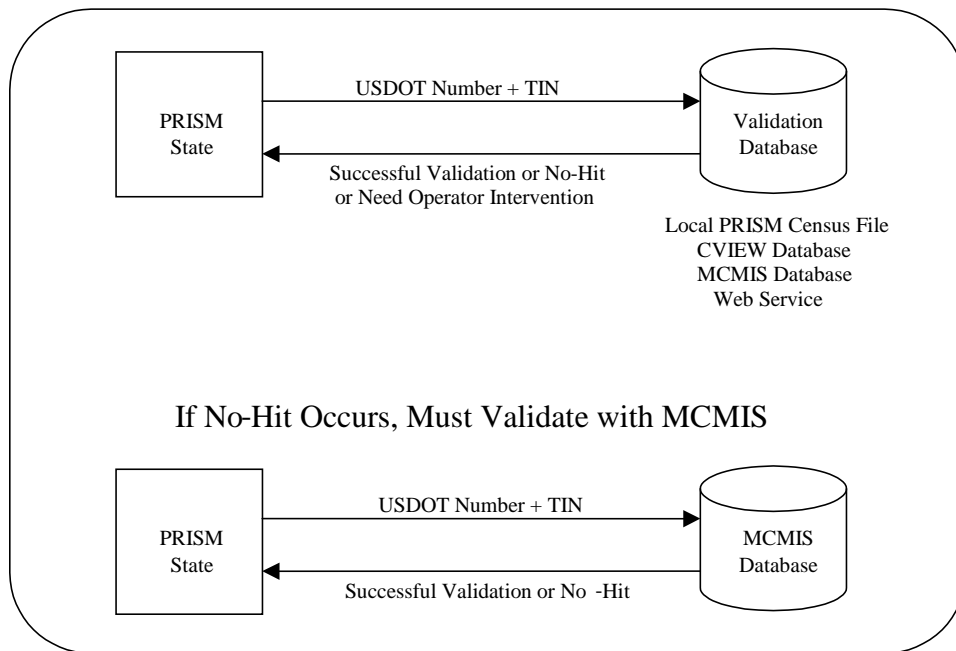 USDOT Number + TIN
PRISM
State
Validation
Database
Successful Validation or No-Hit
or Need Operator Intervention
Local PRISM Census File
CVIEW Database
MCMIS Database
Web Service
If No-Hit Occurs, Must Validate with MCMIS
USDOT Number + TIN
PRISM
State
MCMIS
Database
Successful Validation or No -Hit